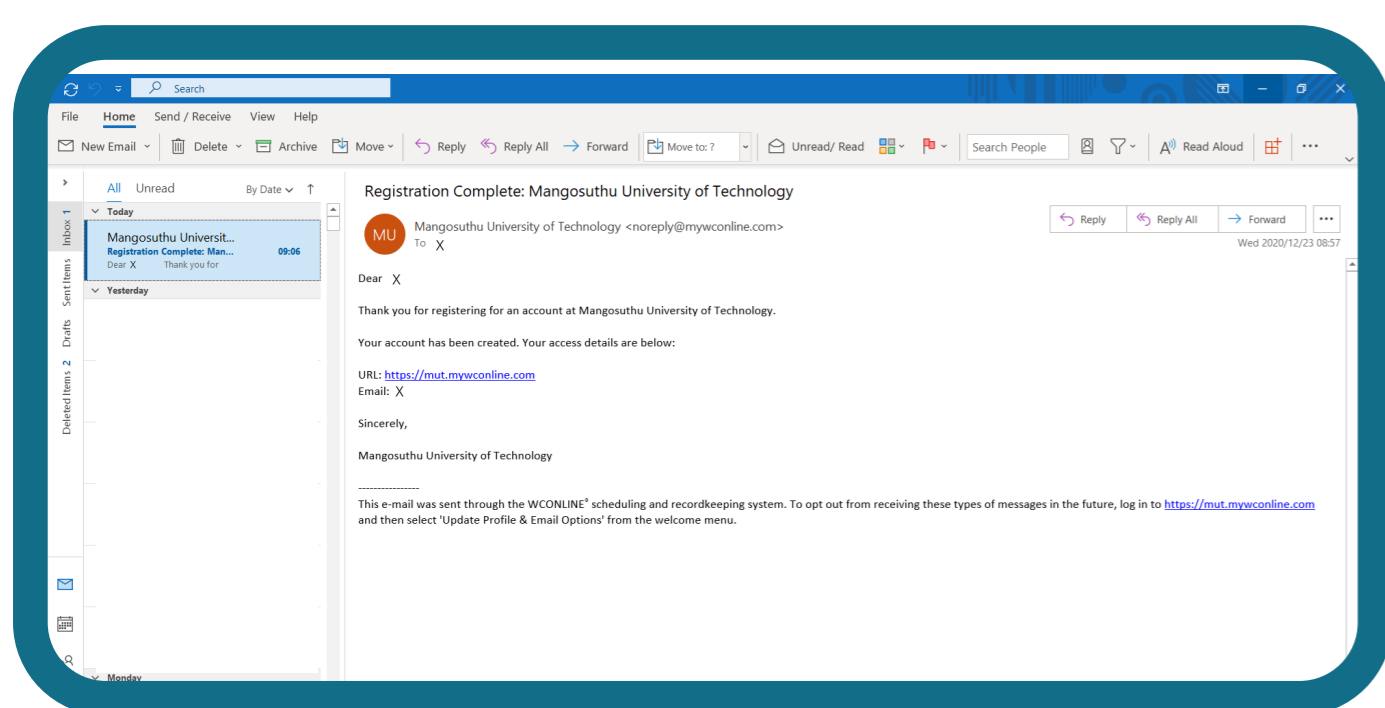 Search
File Home Send / Receive View Help
New Email Delete Archive Move Reply Reply All Forward Move to: ? Unread/ Read Search People Read Aloud ...
All Unread By Date
Inbox 1
Sent Items
Drafts
Deleted Items 2
Today
Mangosuthu Universit...
Registration Complete: Man... 09:06
Dear X Thank you for
Yesterday
Monday
Registration Complete: Mangosuthu University of Technology
MU
Mangosuthu University of Technology <noreply@mywconline.com>
To X
Reply Reply All Forward ...
Wed 2020/12/23 08:57
Dear X
Thank you for registering for an account at Mangosuthu University of Technology.
Your account has been created. Your access details are below:
URL: https://mut.mywconline.com
Email: X
Sincerely,
Mangosuthu University of Technology
----------------
This e-mail was sent through the WCONLINE® scheduling and recordkeeping system. To opt out from receiving these types of messages in the future, log in to https://mut.mywconline.com
and then select 'Update Profile & Email Options' from the welcome menu.